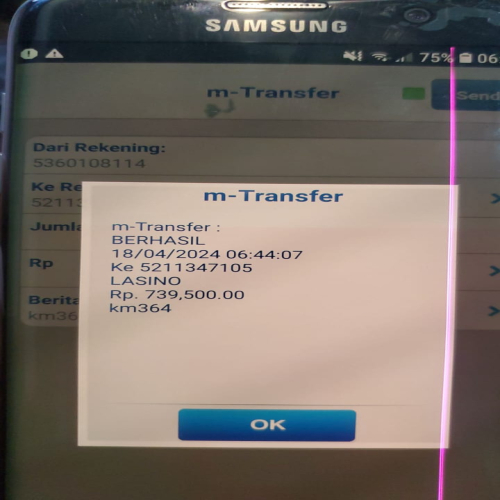 SAMSUNG
75% 06
m-Transfer
Send
Dari Rekening:
5360108114
Ke Re
5211
Jumla
Rp
Berita
km36
m-Transfer
m-Transfer :
BERHASIL
18/04/2024 06:44:07
Ke 5211347105
LASINO
Rp. 739,500.00
km364
OK